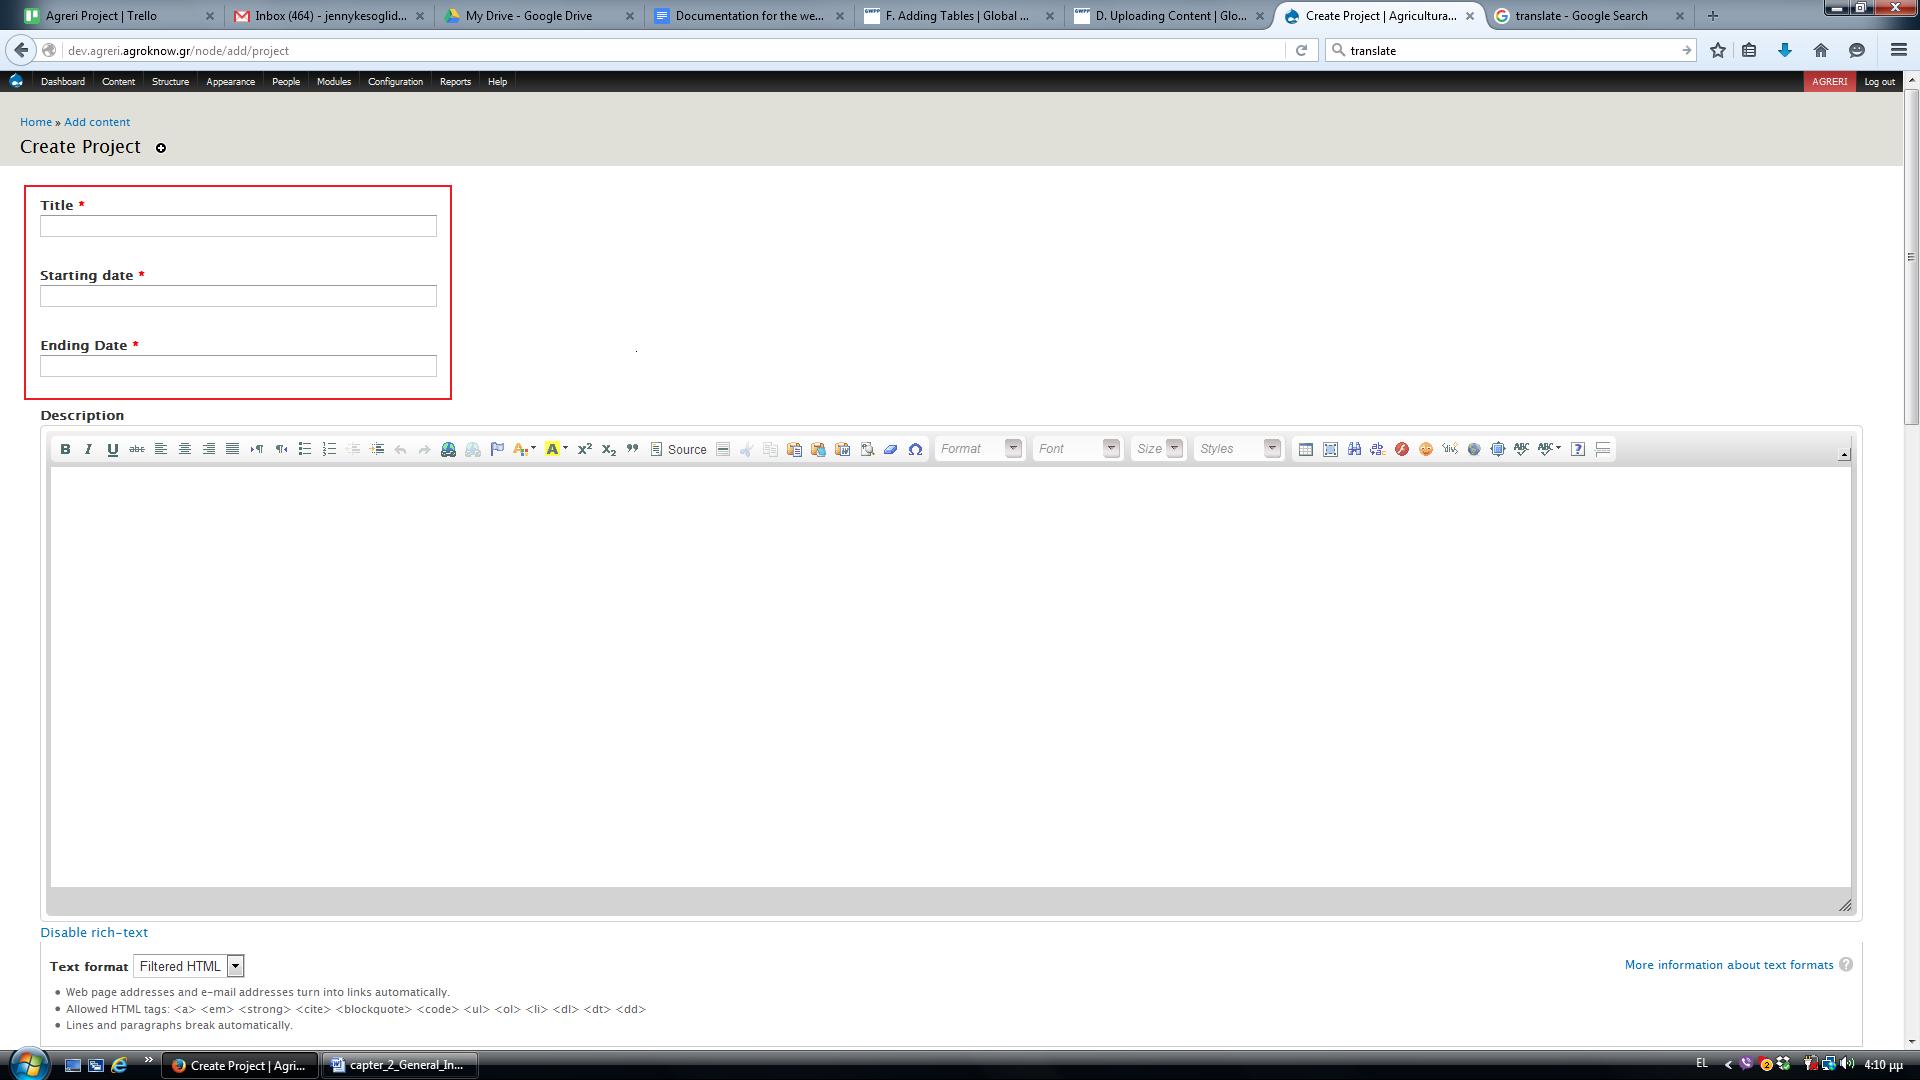 Agreri Project | Trello
Inbox (464) - jennykesoglid...
My Drive - Google Drive
Documentation for the we...
F. Adding Tables | Global ...
D. Uploading Content | Glo...
Create Project | Agricultura...
translate - Google Search
dev.agreri.agroknow.gr/node/add/project
translate
Dashboard Content Structure Appearance People Modules Configuration Reports Help
AGRERI Log out
Home » Add content
Create Project
Title *
Starting date *
Ending Date *
Description
Source Format Font Size Styles
Disable rich-text
Text format Filtered HTML
More information about text formats
Web page addresses and e-mail addresses turn into links automatically.
Allowed HTML tags: <a> <em> <strong> <cite> <blockquote> <code> <ul> <ol> <li> <dl> <dt> <dd>
Lines and paragraphs break automatically.
Create Project | Agri...
capter_2_General_In...
EL
4:10 μμ